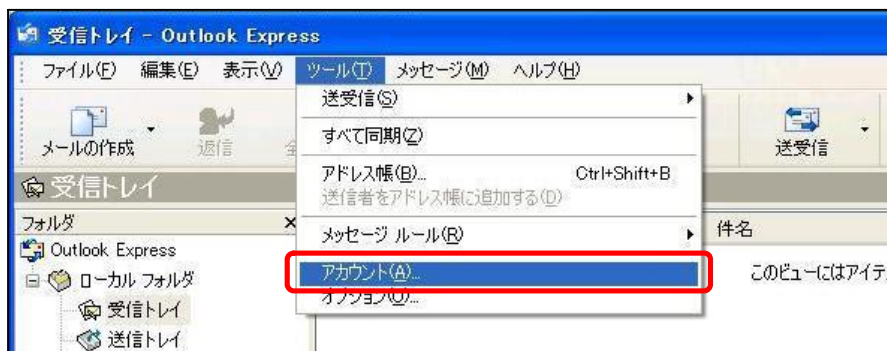 受信トレイ - Outlook Express
ファイル(F) 編集(E) 表示(V) ツール(T) メッセージ(M) ヘルプ(H)
送受信(S)
すべて同期(Z)
アドレス帳(B)... Ctrl+Shift+B
送信者をアドレス帳に追加する(D)
メッセージ ルール(R)
アカウント(A)...
オプション(O)...
メールの作成 返信 全 送受信
受信トレイ
フォルダ × 件名
Outlook Express このビューにはアイテ
ローカル フォルダ
受信トレイ
送信トレイ